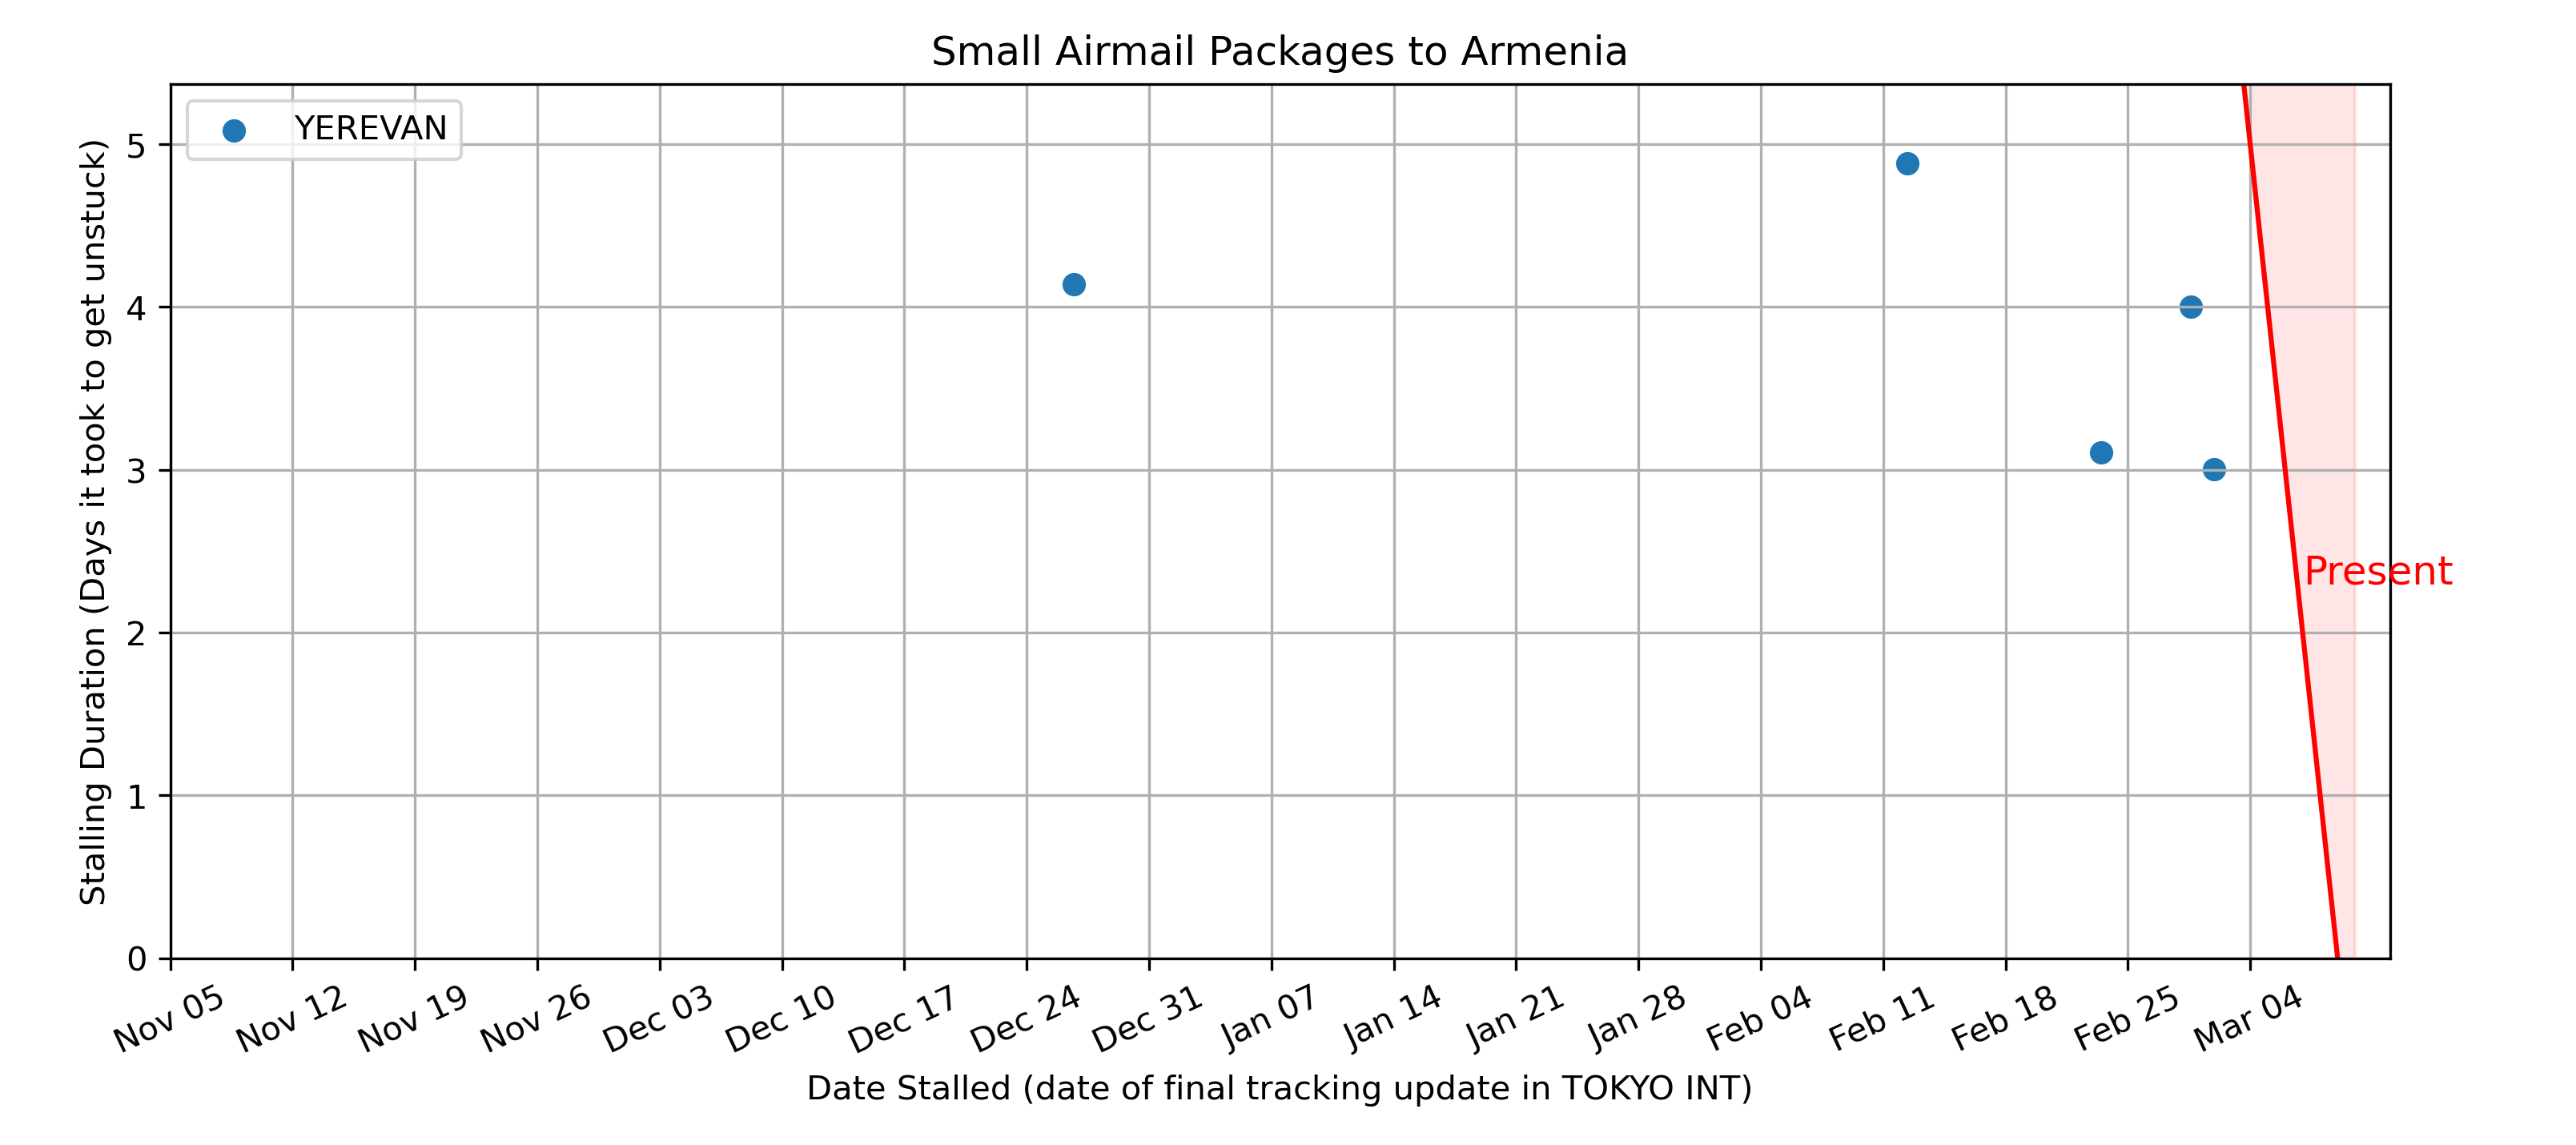 Small Airmail Packages to Armenia
YEREVAN
Stalling Duration (Days it took to get unstuck)
5
4
3
2
1
0
Present
Nov 05
Nov 12
Nov 19
Nov 26
Dec 03
Dec 10
Dec 17
Dec 24
Dec 31
Jan 07
Jan 14
Jan 21
Jan 28
Feb 04
Feb 11
Feb 18
Feb 25
Mar 04
Date Stalled (date of final tracking update in TOKYO INT)